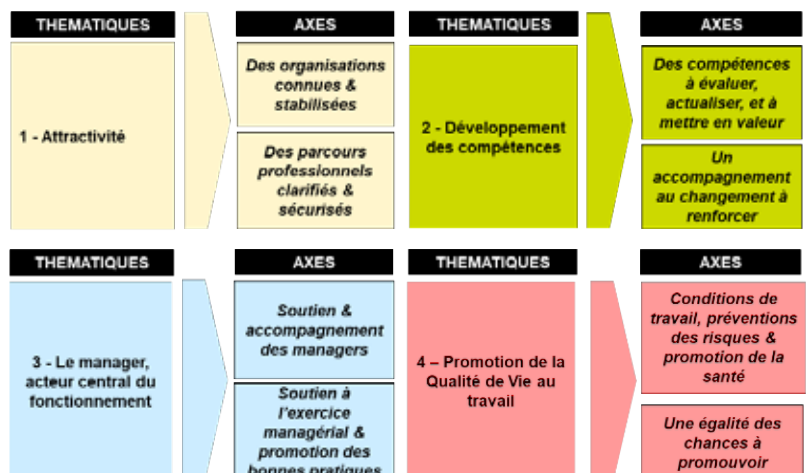 THEMATIQUES
AXES
1 - Attractivité
Des organisations
connues &
stabilisées
Des parcours
professionnels
clarifiés &
sécurisés
THEMATIQUES
AXES
2 - Développement
des compétences
Des compétences
à évaluer,
actualiser, et à
mettre en valeur
Un
accompagnement
au changement à
renforcer
THEMATIQUES
AXES
3 - Le manager,
acteur central du
fonctionnement
Soutien &
accompagnement
des managers
Soutien à
l'exercice
managérial &
promotion des
bonnes pratiques
THEMATIQUES
AXES
4 – Promotion de la
Qualité de Vie au
travail
Conditions de
travail, préventions
des risques &
promotion de la
santé
Une égalité des
chances à
promouvoir